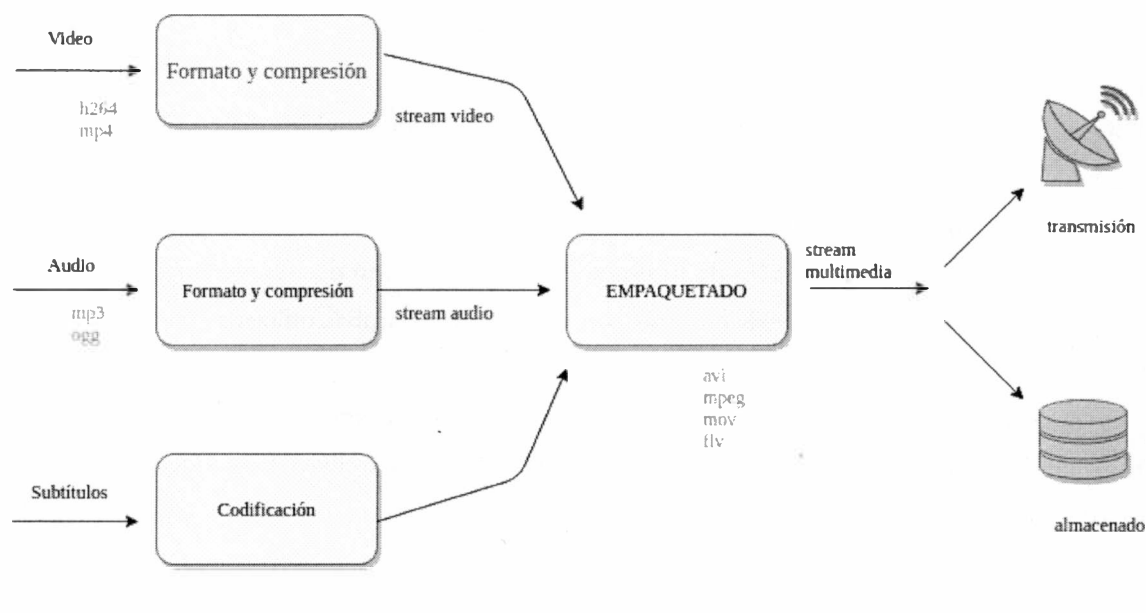 Video
h264
mp4
Formato y compresión
stream video
Audio
mp3
ogg
Formato y compresión
stream audio
Subtítulos
Codificación
EMPAQUETADO
avi
mpeg
mov
flv
stream
multimedia
transmisión
almacenado